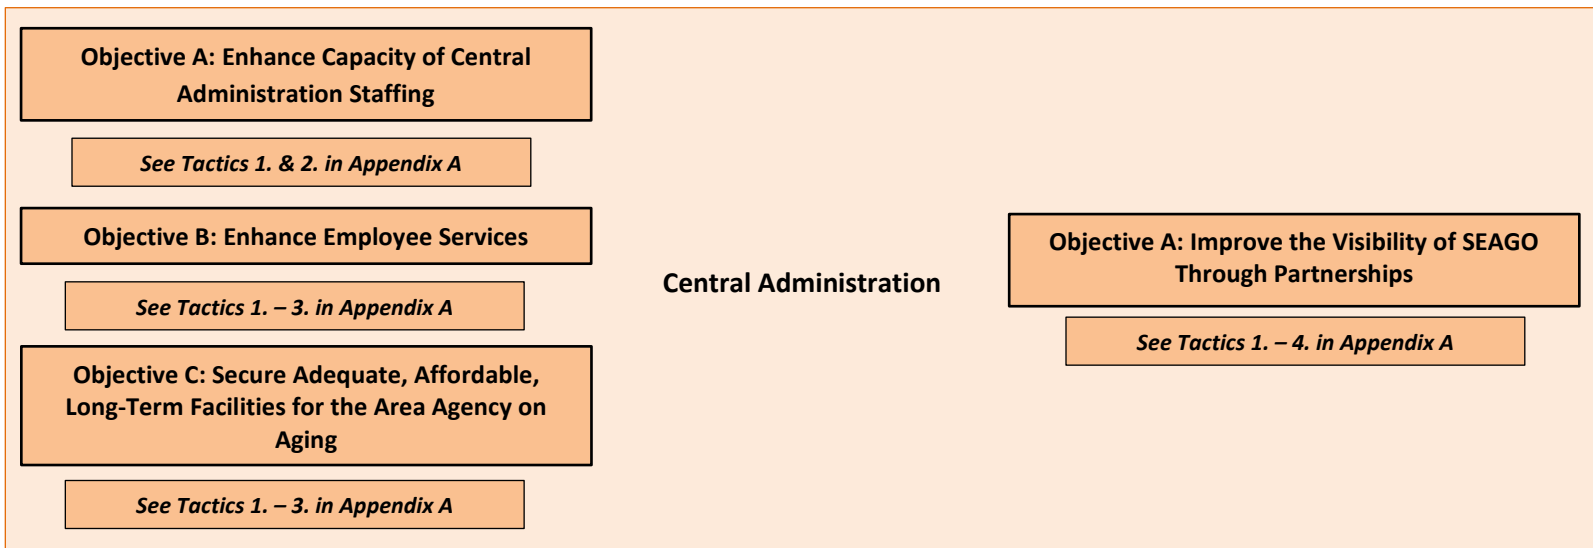 Objective A: Enhance Capacity of Central
Administration Staffing
See Tactics 1. & 2. in Appendix A
Objective B: Enhance Employee Services
See Tactics 1. – 3. in Appendix A
Objective C: Secure Adequate, Affordable,
Long-Term Facilities for the Area Agency on
Aging
See Tactics 1. – 3. in Appendix A
Central Administration
Objective A: Improve the Visibility of SEAGO
Through Partnerships
See Tactics 1. – 4. in Appendix A